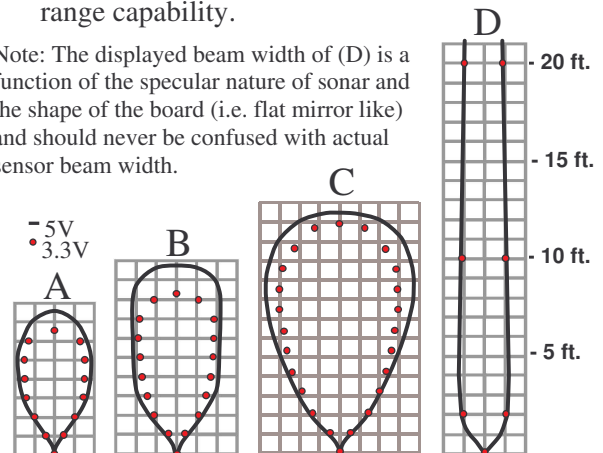 range capability.
Note: The displayed beam width of (D) is a
function of the specular nature of sonar and
the shape of the board (i.e. flat mirror like)
and should never be confused with actual
sensor beam width.
D
- 20 ft.
- 15 ft.
C
5V
3.3V
B
- 10 ft.
A
- 5 ft.